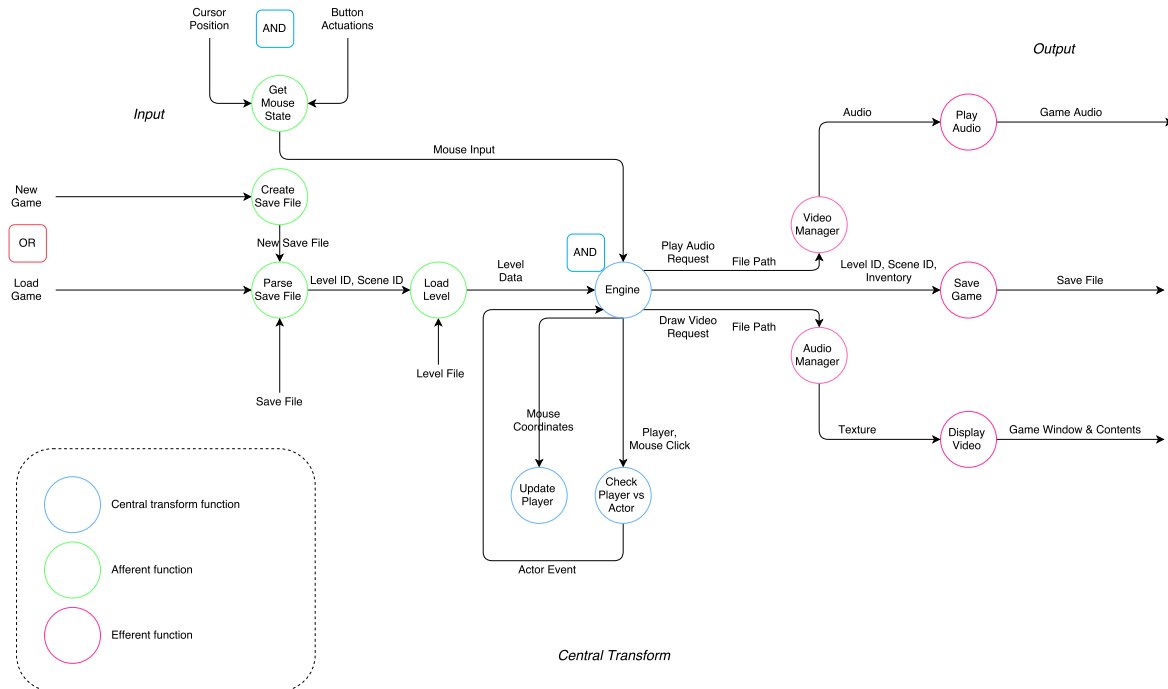 Cursor
Position
AND
Button
Actuations
Output
Get
Mouse
State
Input
Audio
Play
Audio
Game Audio
Mouse Input
New
Game
Create
Save File
Video
Manager
OR
New Save File
AND
Play Audio
Request
File Path
Level ID, Scene ID,
Inventory
Load
Game
Parse
Save File
Level ID, Scene ID
Load
Level
Level
Data
Engine
Save
Game
Save File
Draw Video
Request
File Path
Audio
Manager
Level File
Save File
Mouse
Coordinates
Player,
Mouse Click
Texture
Display
Video
Game Window & Contents
Update
Player
Check
Player vs
Actor
Actor Event
Central transform function
Afferent function
Efferent function
Central Transform